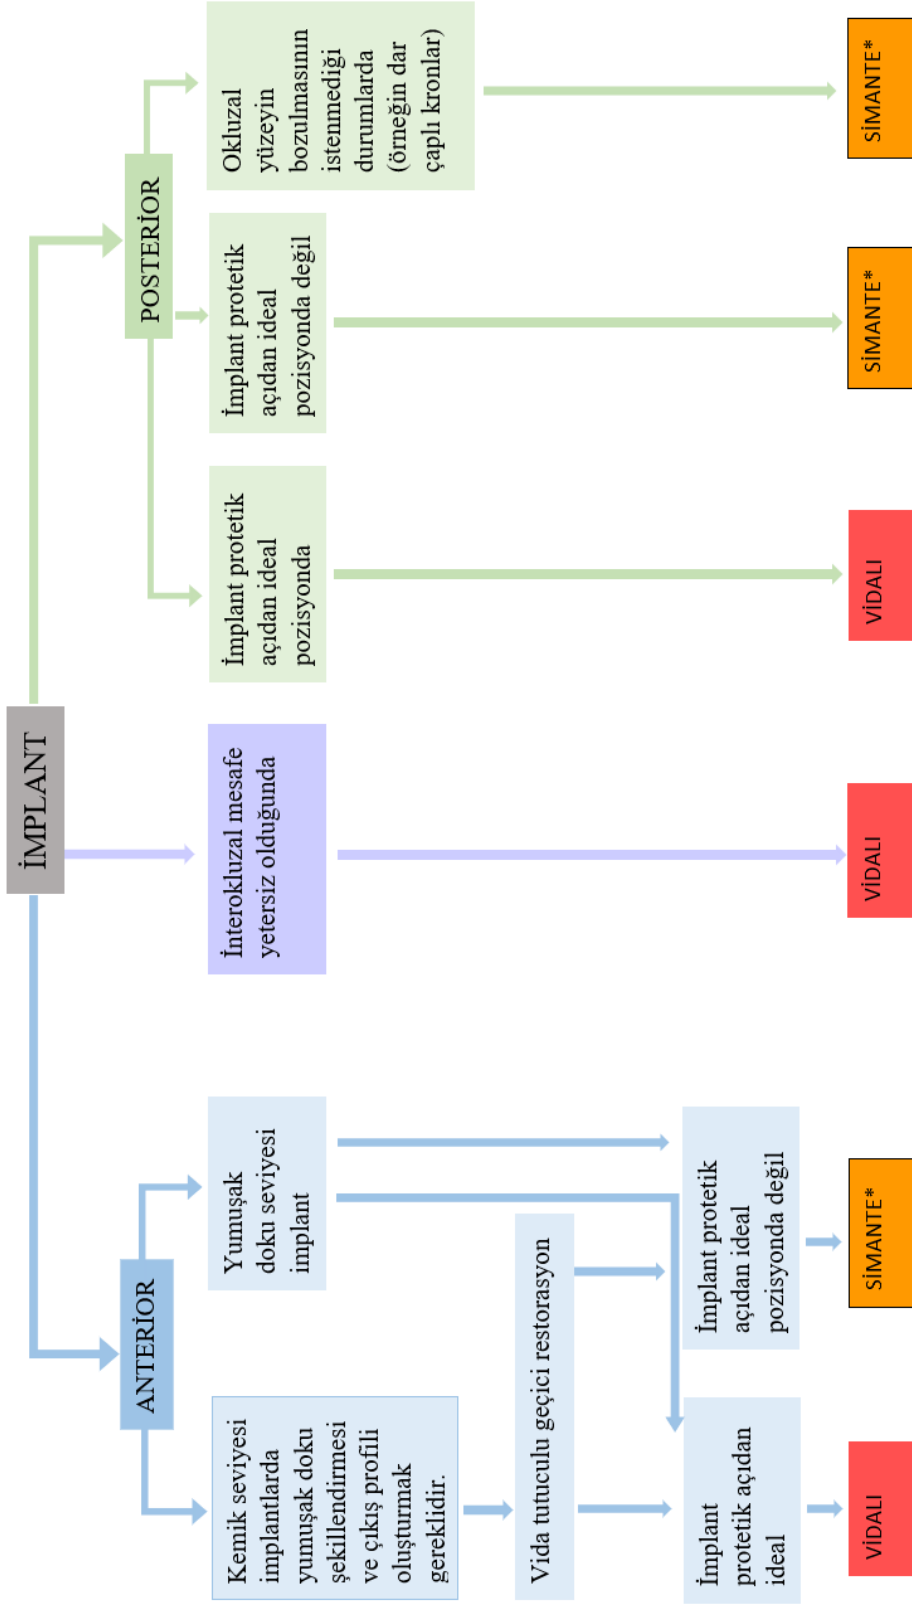 İMPLANT
ANTERİOR
POSTERİOR
Kemik seviyesi
implantlarda
yumuşak doku
şekillendirmesi
ve çıkış profili
oluşturmak
gereklidir.
Yumuşak
doku seviyesi
implant
İnterokluzal mesafe
yetersiz olduğunda
İmplant protetik
açıdan ideal
pozisyonda
İmplant protetik
açıdan ideal
pozisyonda değil
Okluzal
yüzeyin
bozulmasının
istenmediği
durumlarda
(örneğin dar
çaplı kronlar)
Vida tutuculu geçici restorasyon
İmplant
protetik açıdan
ideal
İmplant protetik
açıdan ideal
pozisyonda değil
VİDALI
SİMANTE*
VİDALI
VİDALI
SİMANTE*
SİMANTE*